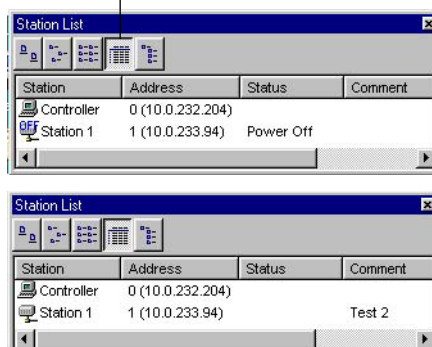 Station List
Station Address Status Comment
Controller 0 (10.0.232.204)
OFF Station 1 1 (10.0.233.94) Power Off
Station List
Station Address Status Comment
Controller 0 (10.0.232.204)
Station 1 1 (10.0.233.94) Test 2